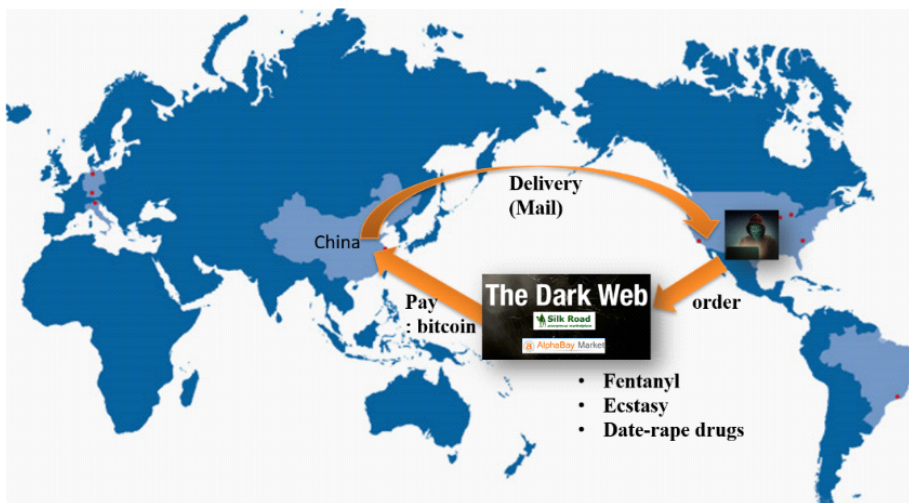 Delivery
(Mail)
China
The Dark Web
Silk Road
AlphaBay Market
Pay
: bitcoin
order
• Fentanyl
• Ecstasy
• Date-rape drugs